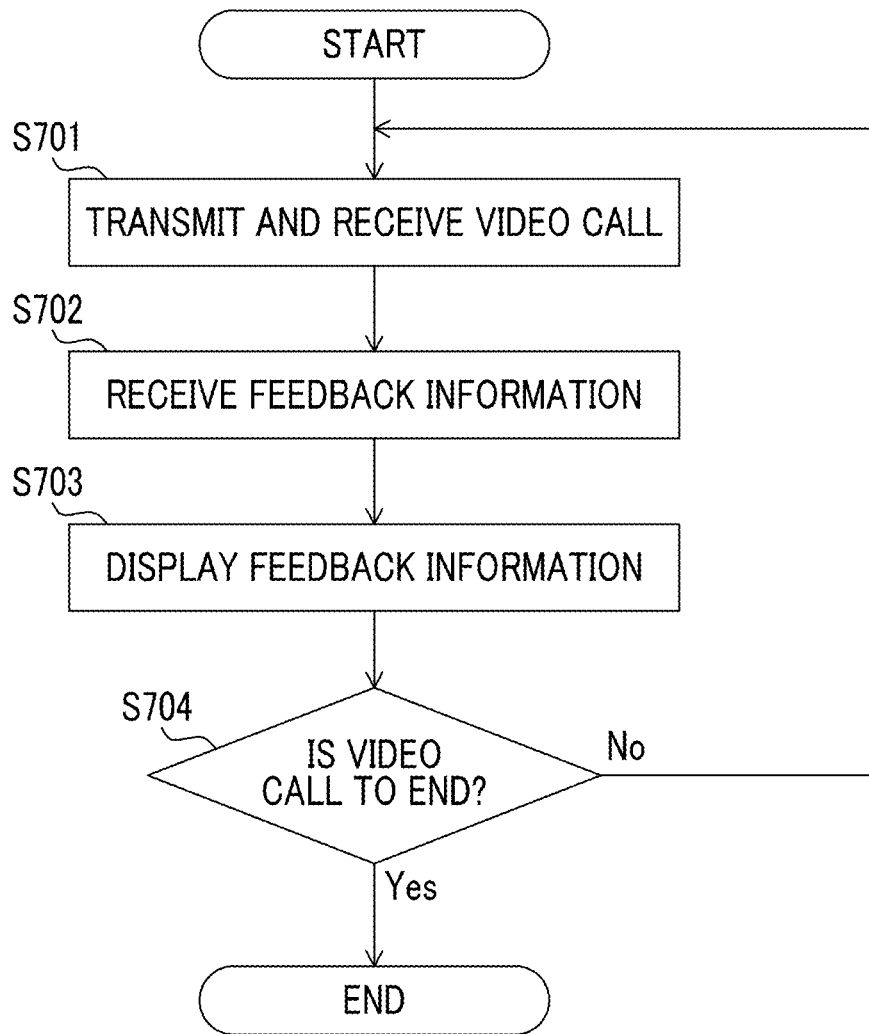 START
S701
TRANSMIT AND RECEIVE VIDEO CALL
S702
RECEIVE FEEDBACK INFORMATION
S703
DISPLAY FEEDBACK INFORMATION
S704
IS VIDEO
CALL TO END?
No
Yes
END